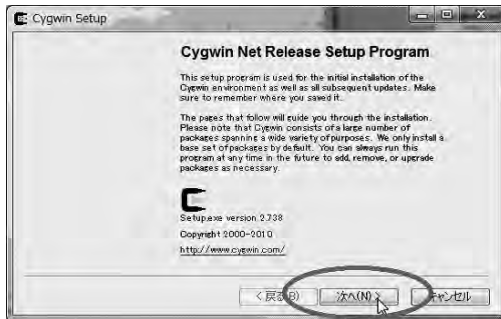 Cygwin Setup
Cygwin Net Release Setup Program
This setup program is used for the initial installation of the
Cygwin environment as well as all subsequent updates. Make
sure to remember where you saved it.
The pages that follow will guide you through the installation.
Please note that Cygwin consists of a large number of
packages spanning a wide variety of purposes. We only install a
base set of packages by default. You can always run this
program at any time in the future to add, remove, or upgrade
packages as necessary.
Setup.exe version 2.738
Copyright 2000-2010
http://www.cygwin.com/
< 戻る(B) 次へ(N) > キャンセル